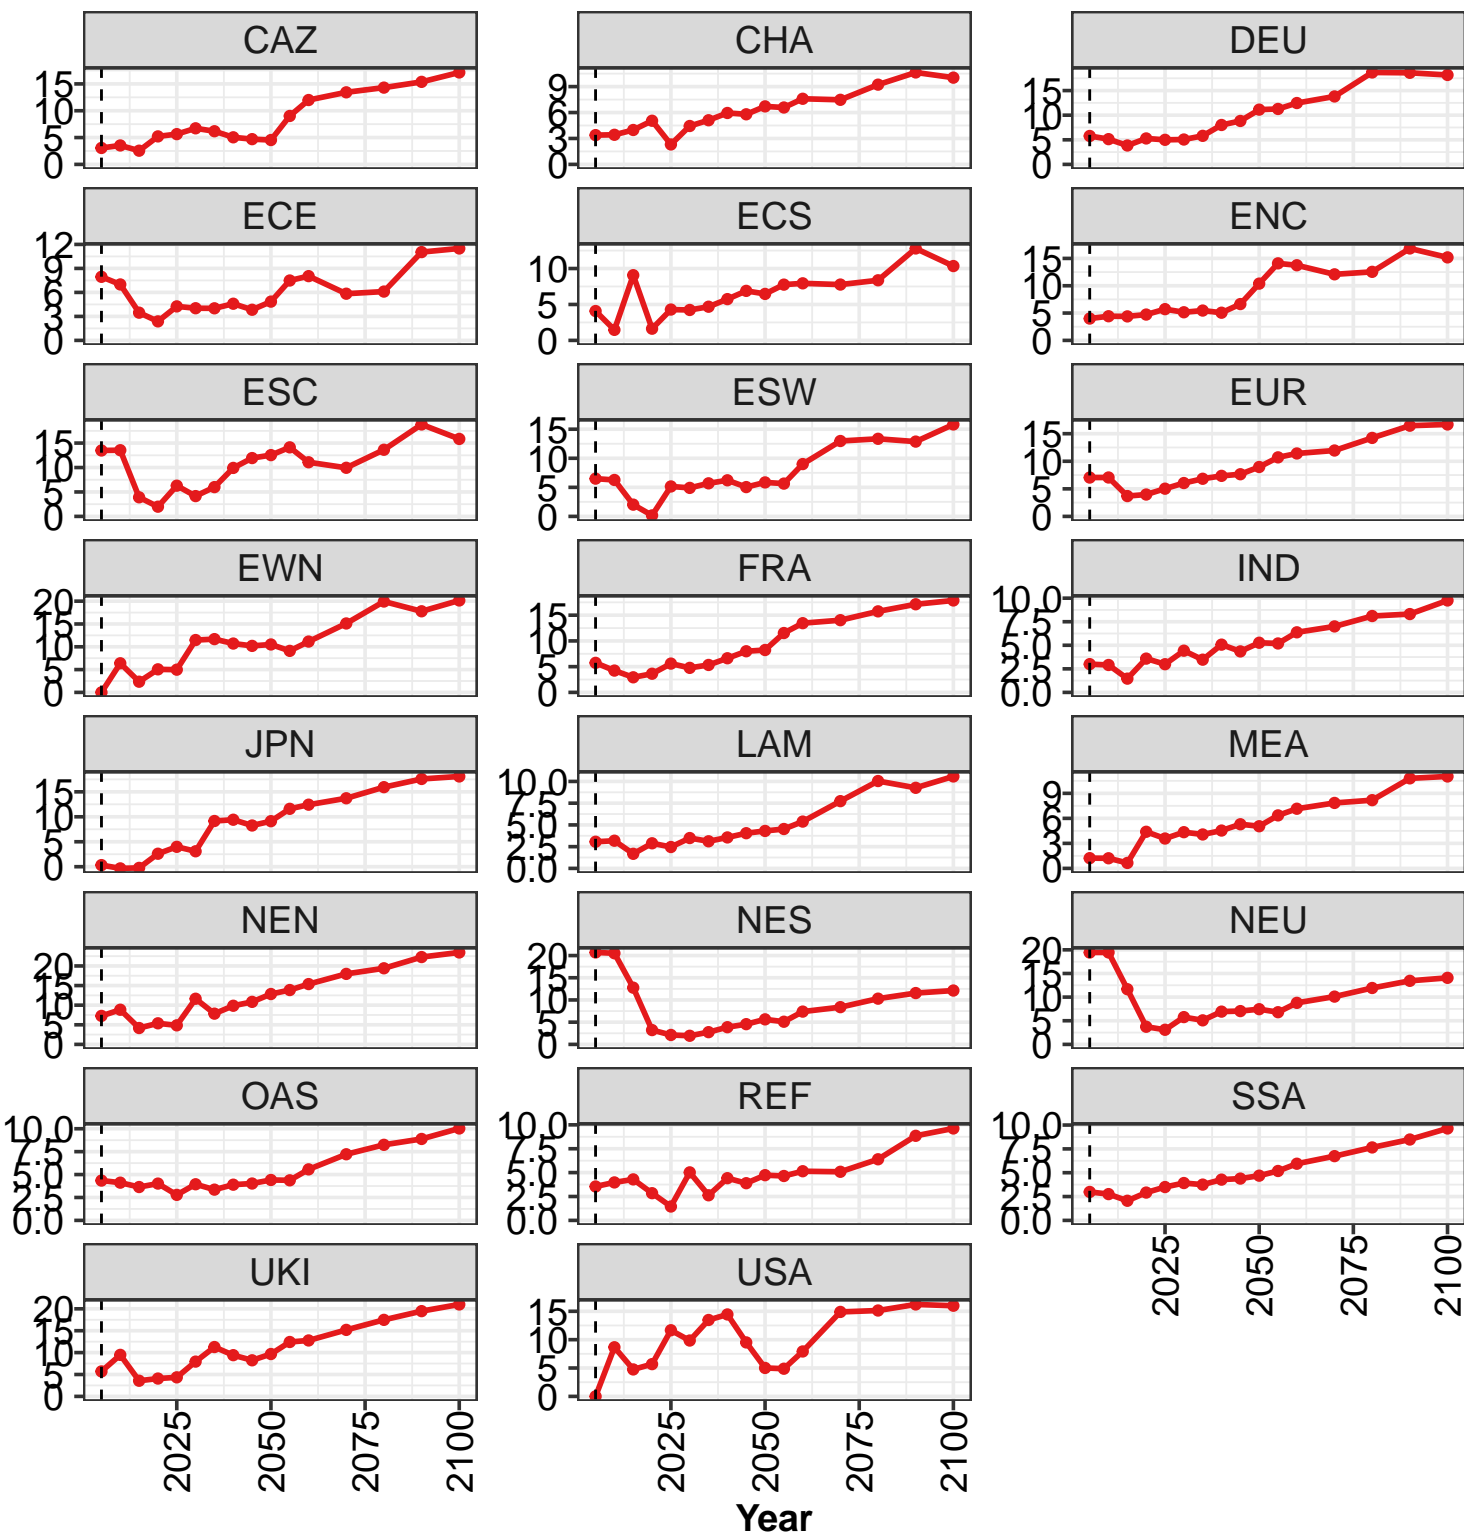 CAZ CHA DEU
15 10 5 0
9 6 3 0
15 10 5 0
ECE ECS ENC
12 9 6 3 0
10 5 0
15 10 5 0
ESC ESW EUR
15 10 5 0
15 10 5 0
15 10 5 0
EWN FRA IND
20 15 10 5 0
15 10 5 0
10.0 7.5 5.0 2.5 0.0
JPN LAM MEA
15 10 5 0
10.0 7.5 5.0 2.5 0.0
9 6 3 0
NEN NES NEU
20 15 10 5 0
20 15 10 5 0
20 15 10 5 0
OAS REF SSA
10.0 7.5 5.0 2.5 0.0
10.0 7.5 5.0 2.5 0.0
10.0 7.5 5.0 2.5 0.0
2025 2050 2075 2100
UKI USA
20 15 10 5 0
15 10 5 0
2025 2050 2075 2100
2025 2050 2075 2100
Year